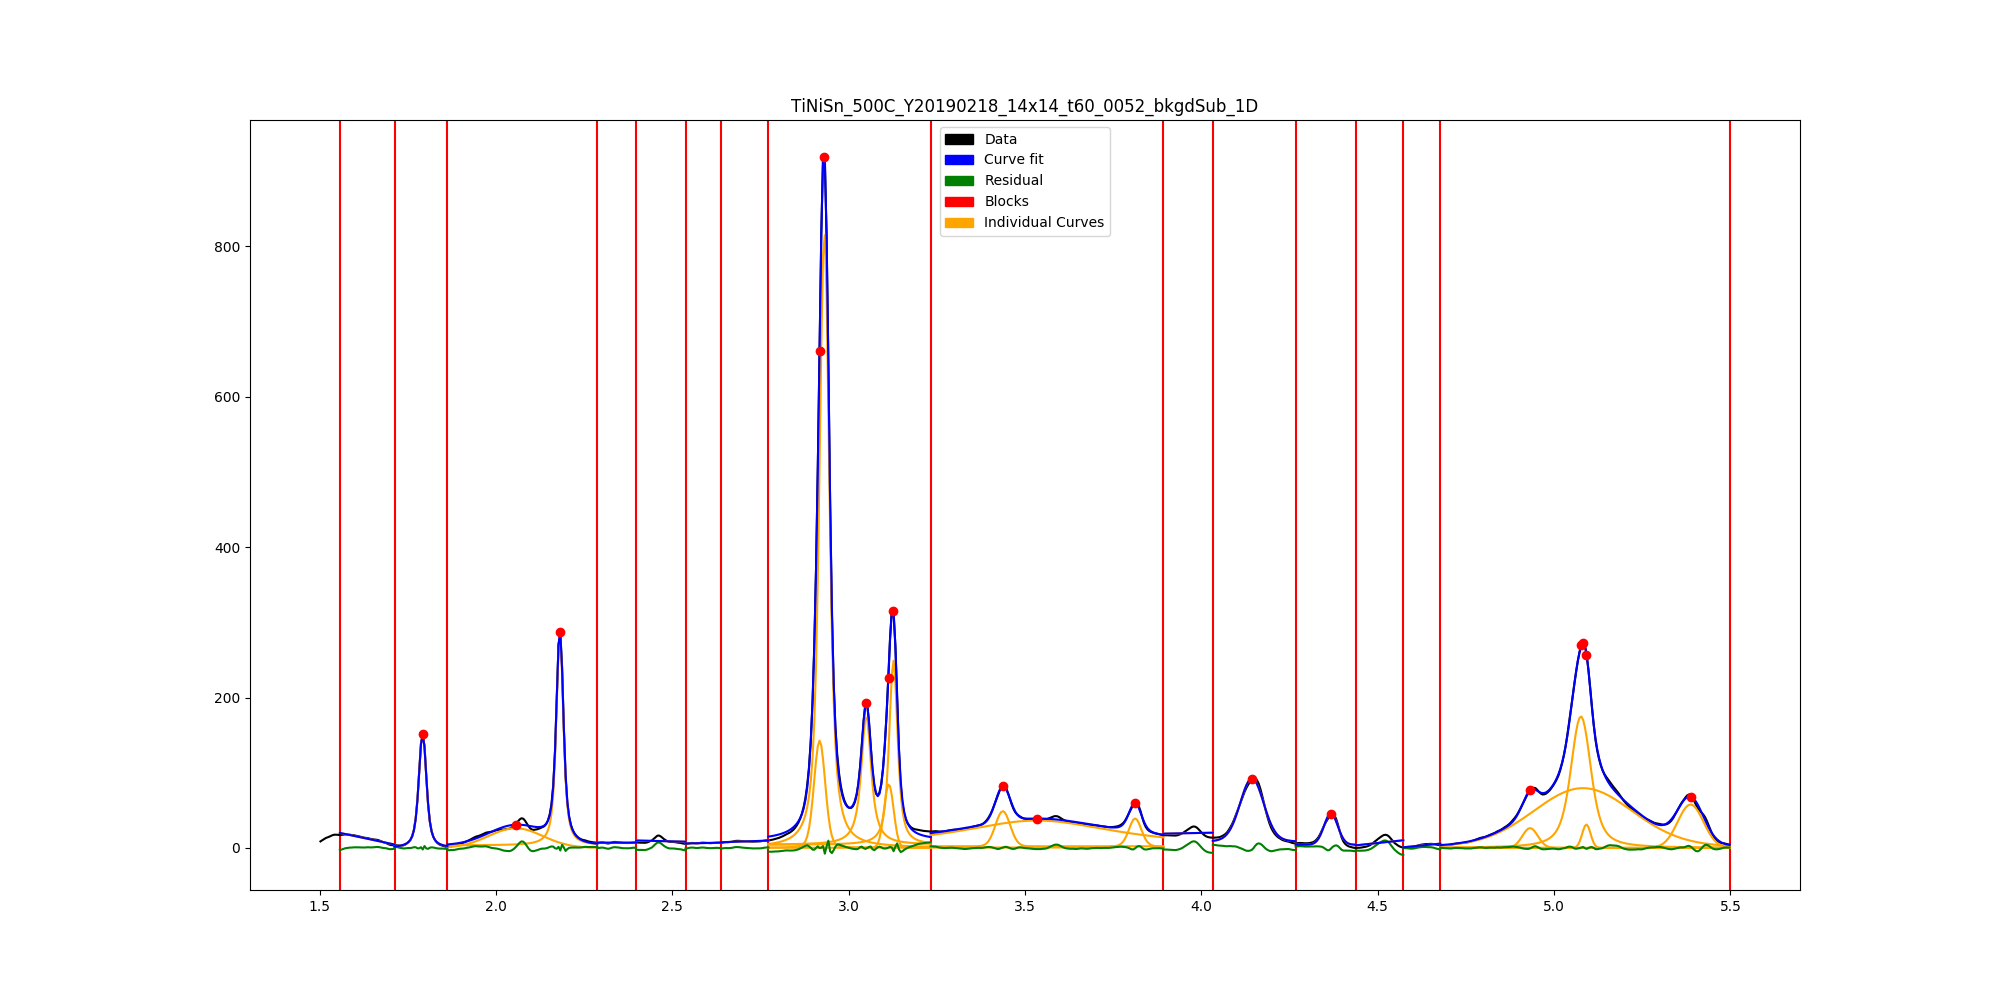 TiNiSn_500C_Y20190218_14x14_t60_0052_bkgdSub_1D
Data
Curve fit
Residual
Blocks
Individual Curves
800
600
400
200
0
1.5 2.0 2.5 3.0 3.5 4.0 4.5 5.0 5.5